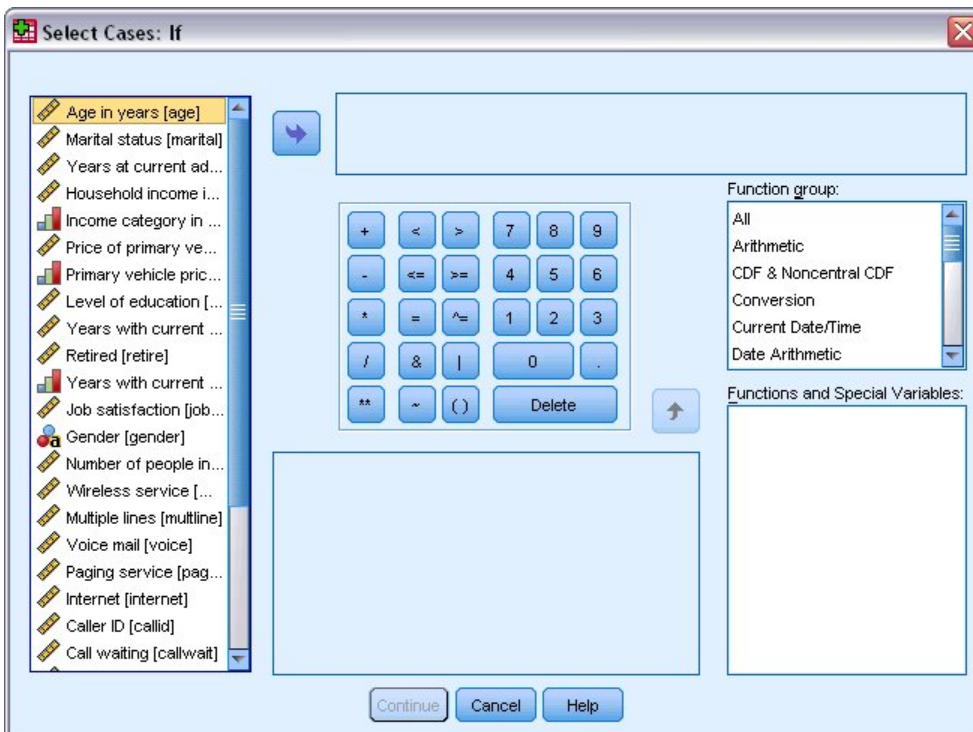 Select Cases: If
Age in years [age]
Marital status [marital]
Years at current ad...
Household income i...
Income category in ...
Price of primary ve...
Primary vehicle pric...
Level of education [...
Years with current ...
Retired [retire]
Years with current ...
Job satisfaction [job...
Gender [gender]
Number of people in...
Wireless service [...
Multiple lines [multline]
Voice mail [voice]
Paging service [pag...
Internet [internet]
Caller ID [callid]
Call waiting [callwait]
+ < > 7 8 9
- <= >= 4 5 6
* = ^= 1 2 3
/ & | 0 .
** ~ ( ) Delete
Function group:
All
Arithmetic
CDF & Noncentral CDF
Conversion
Current Date/Time
Date Arithmetic
Functions and Special Variables:
Continue Cancel Help